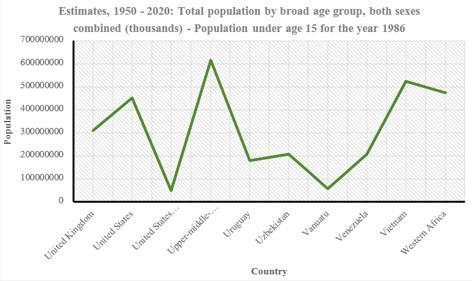 Estimates, 1950 - 2020: Total population by broad age group, both sexes
combined (thousands) - Population under age 15 for the year 1986
700000000
600000000
500000000
400000000
300000000
200000000
100000000
0
Population
United Kingdom
United States
United States...
Upper-middle-...
Uruguay
Uzbekistan
Vanuatu
Venezuela
Vietnam
Western Africa
Country